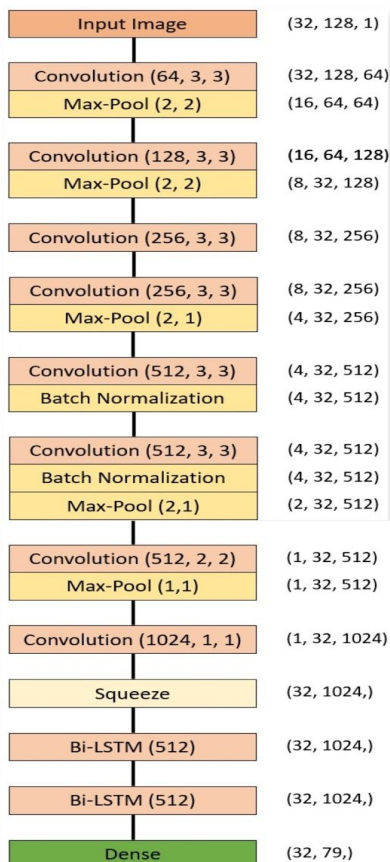 Input Image (32, 128, 1)
Convolution (64, 3, 3) (32, 128, 64)
Max-Pool (2, 2) (16, 64, 64)
Convolution (128, 3, 3) (16, 64, 128)
Max-Pool (2, 2) (8, 32, 128)
Convolution (256, 3, 3) (8, 32, 256)
Convolution (256, 3, 3) (8, 32, 256)
Max-Pool (2, 1) (4, 32, 256)
Convolution (512, 3, 3) (4, 32, 512)
Batch Normalization (4, 32, 512)
Convolution (512, 3, 3) (4, 32, 512)
Batch Normalization (4, 32, 512)
Max-Pool (2,1) (2, 32, 512)
Convolution (512, 2, 2) (1, 32, 512)
Max-Pool (1,1) (1, 32, 512)
Convolution (1024, 1, 1) (1, 32, 1024)
Squeeze (32, 1024,)
Bi-LSTM (512) (32, 1024,)
Bi-LSTM (512) (32, 1024,)
Dense (32, 79,)